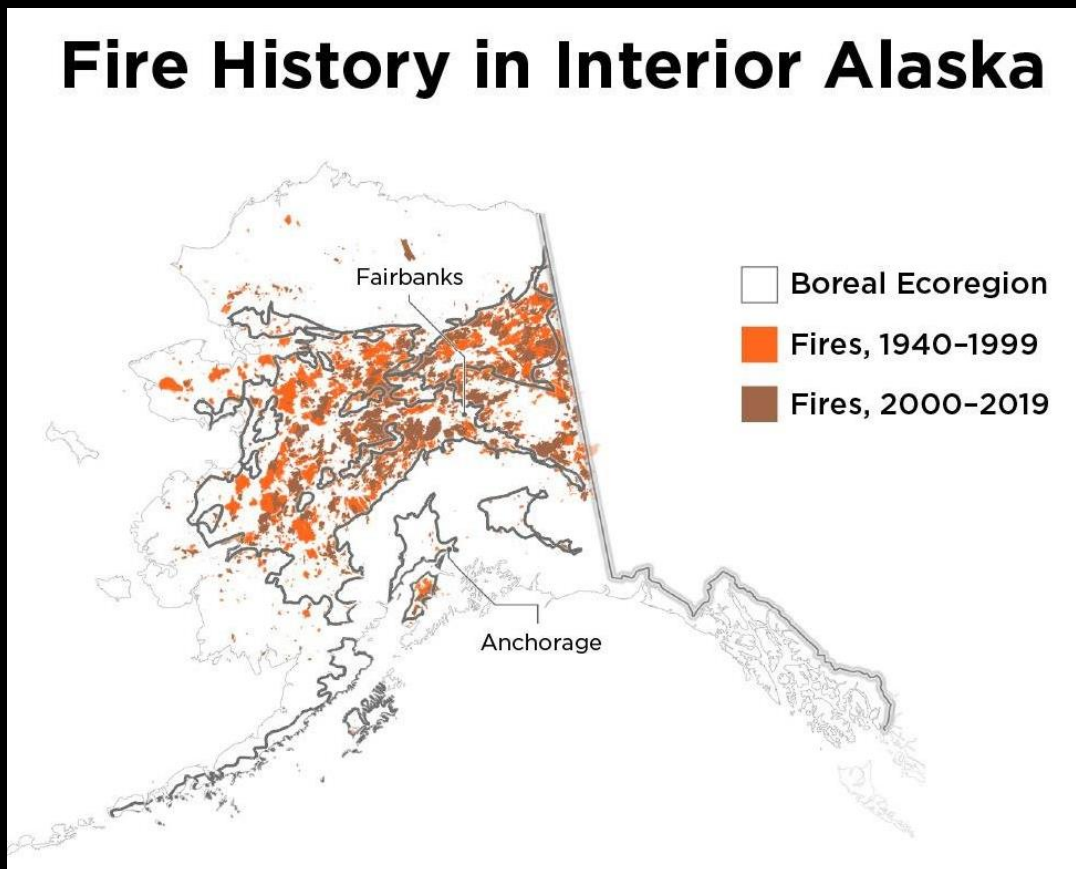 Fire History in Interior Alaska
Fairbanks
Boreal Ecoregion
Fires, 1940–1999
Fires, 2000–2019
Anchorage